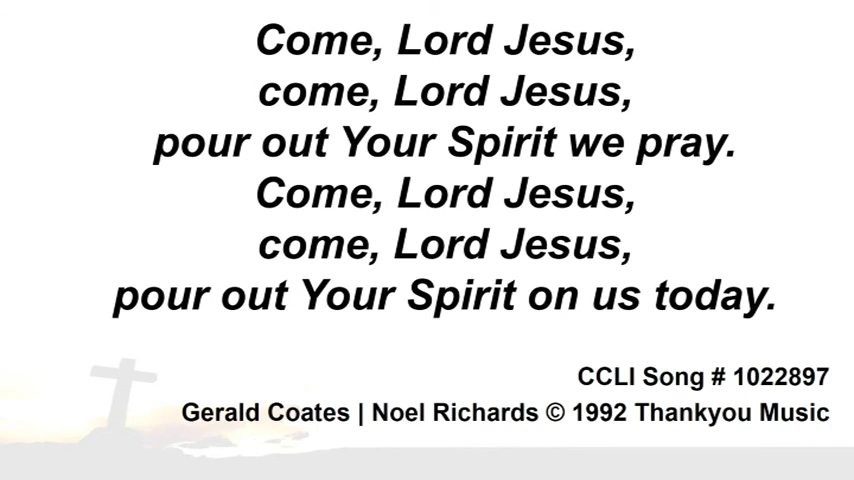 Come, Lord Jesus,
come, Lord Jesus,
pour out Your Spirit we pray.
Come, Lord Jesus,
come, Lord Jesus,
pour out Your Spirit on us today.
CCLI Song # 1022897
Gerald Coates | Noel Richards © 1992 Thankyou Music